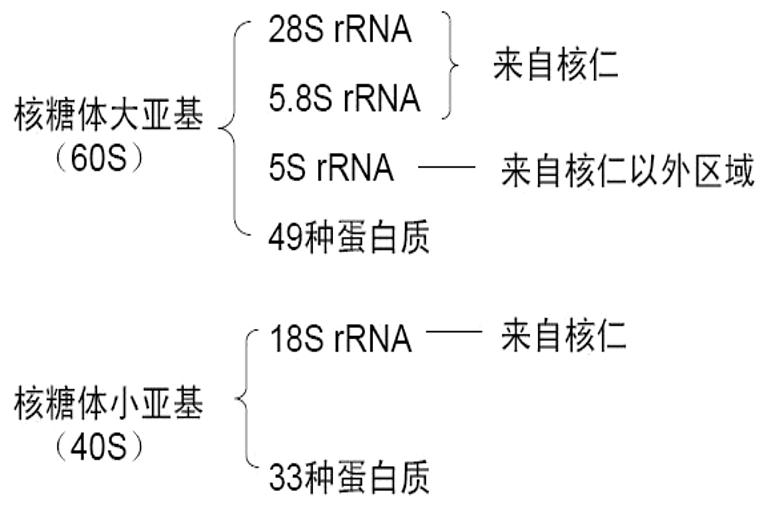 28S rRNA
来自核仁
5.8S rRNA
核糖体大亚基
（60S）
5S rRNA
来自核仁以外区域
49种蛋白质
18S rRNA
来自核仁
核糖体小亚基
（40S）
33种蛋白质